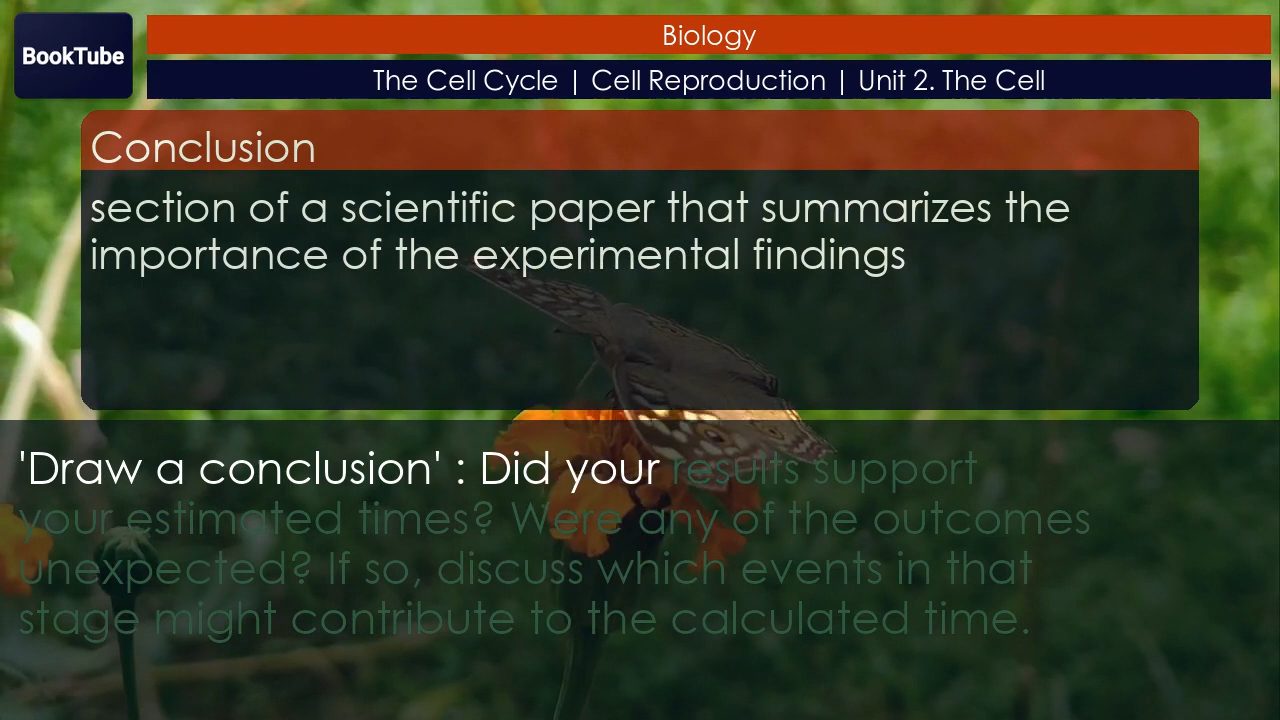 BookTube
Biology
The Cell Cycle | Cell Reproduction | Unit 2. The Cell
Conclusion
section of a scientific paper that summarizes the
importance of the experimental findings
'Draw a conclusion' : Did your results support
your estimated times? Were any of the outcomes
unexpected? If so, discuss which events in that
stage might contribute to the calculated time.